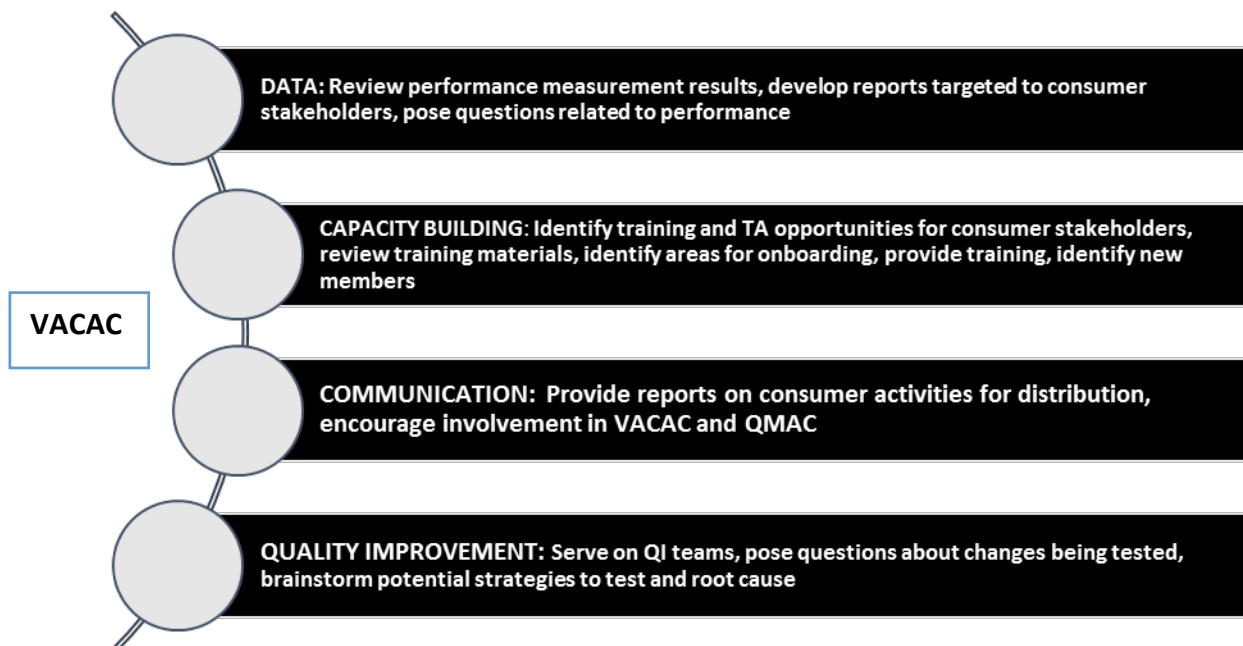 DATA: Review performance measurement results, develop reports targeted to consumer
stakeholders, pose questions related to performance
CAPACITY BUILDING: Identify training and TA opportunities for consumer stakeholders,
review training materials, identify areas for onboarding, provide training, identify new
members
VACAC
COMMUNICATION: Provide reports on consumer activities for distribution,
encourage involvement in VACAC and QMAC
QUALITY IMPROVEMENT: Serve on QI teams, pose questions about changes being tested,
brainstorm potential strategies to test and root cause